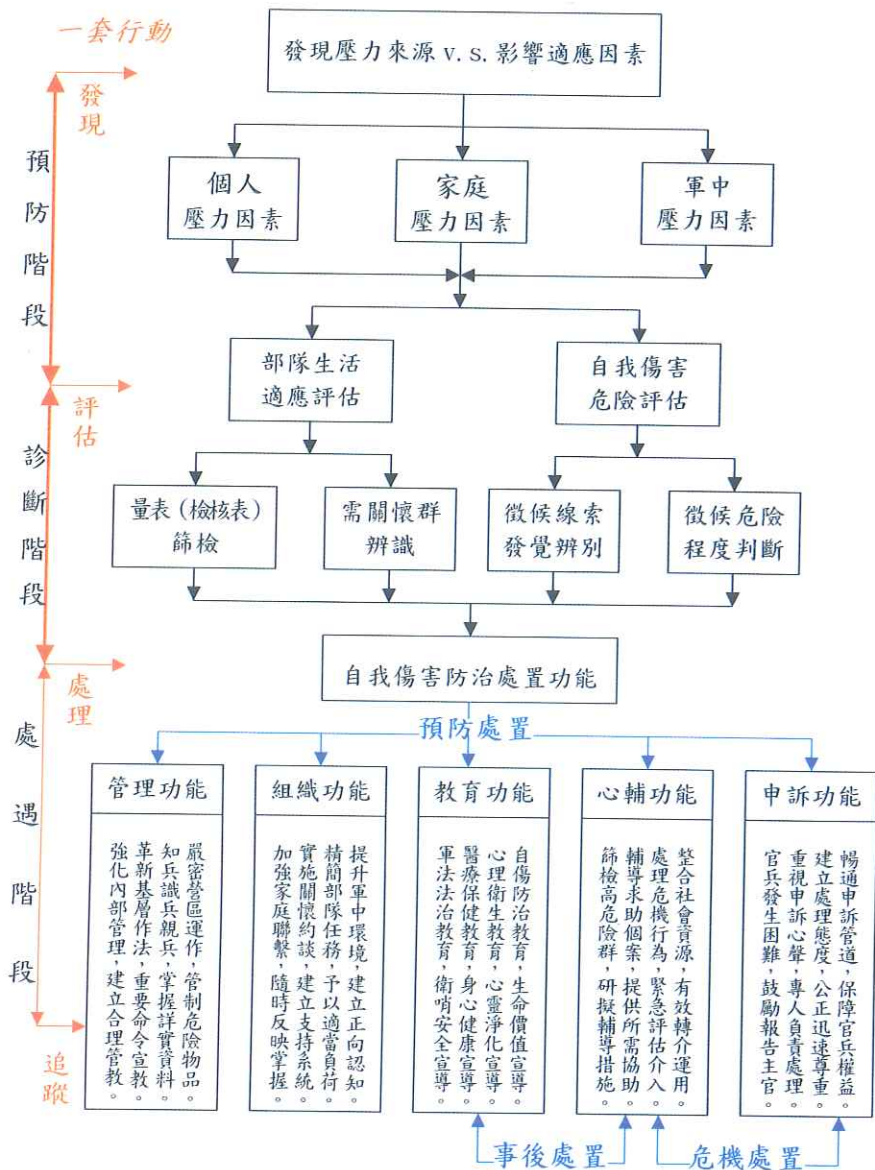 一套行動
發現壓力來源 v.s.影響適應因素
發現
預防階段
個人
壓力因素
家庭
壓力因素
軍中
壓力因素
部隊生活
適應評估
自我傷害
危險評估
評估
診斷階段
量表(檢核表)
篩檢
需關懷群
辨識
徵候線索
發覺辨別
徵候危險
程度判斷
自我傷害防治處置功能
處理
處遇階段
預防處置
管理功能
嚴密營區運作,管制危險物品。
知兵識兵親兵,掌握詳實資料。
革新基層作法,重要命令宣教。
強化內部管理,建立合理管教。
組織功能
提升軍中環境,建立正向認知。
精簡部隊任務,予以適當負荷。
實施關懷約談,建立支持系統。
加強家庭聯繫,隨時反映掌握。
教育功能
自傷防治教育,生命價值宣導。
心理衛生教育,心靈淨化宣導。
醫療保健教育,身心健康宣導。
軍法法治教育,衛哨安全宣導。
心輔功能
整合社會資源,有效轉介運用。
處理危機行為,緊急評估介入。
輔導求助個案,提供所需協助。
篩檢高危險群,研擬輔導措施。
申訴功能
暢通申訴管道,保障官兵權益。
建立處理態度,公正迅速尊重。
重視申訴心聲,專人負責處理。
官兵發生困難,鼓勵報告主官。
追蹤
事後處置
危機處置